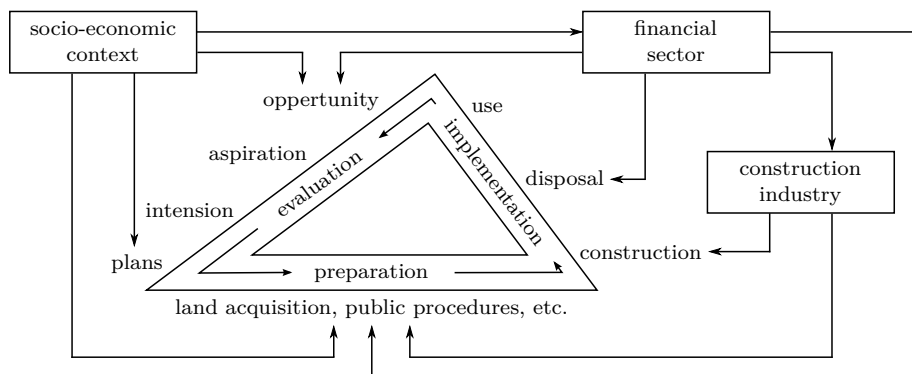 socio-economic
context
financial
sector
oppertunity
use
aspiration
evaluation
implementation
disposal
construction
industry
intension
plans
construction
preparation
land acquisition, public procedures, etc.